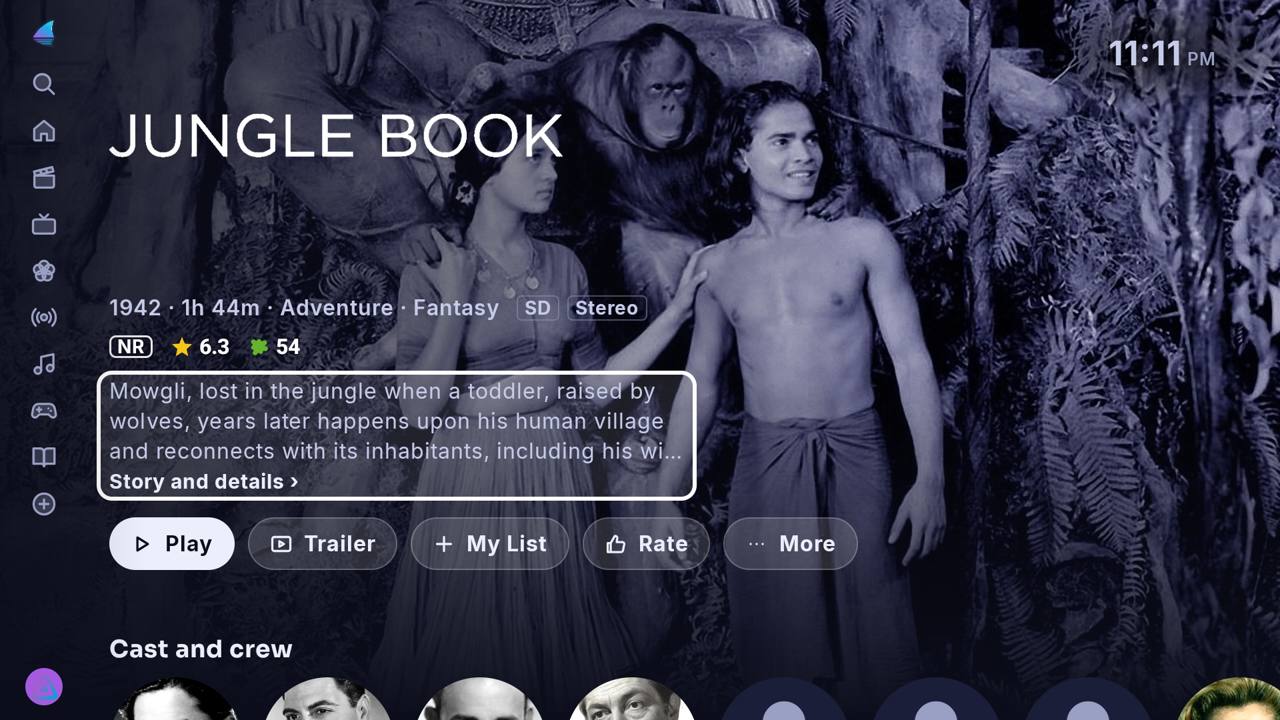 11:11 PM
JUNGLE BOOK
1942 · 1h 44m · Adventure · Fantasy SD Stereo
NR 6.3 54
Mowgli, lost in the jungle when a toddler, raised by
wolves, years later happens upon his human village
and reconnects with its inhabitants, including his wi...
Story and details ›
Play Trailer My List Rate More
Cast and crew